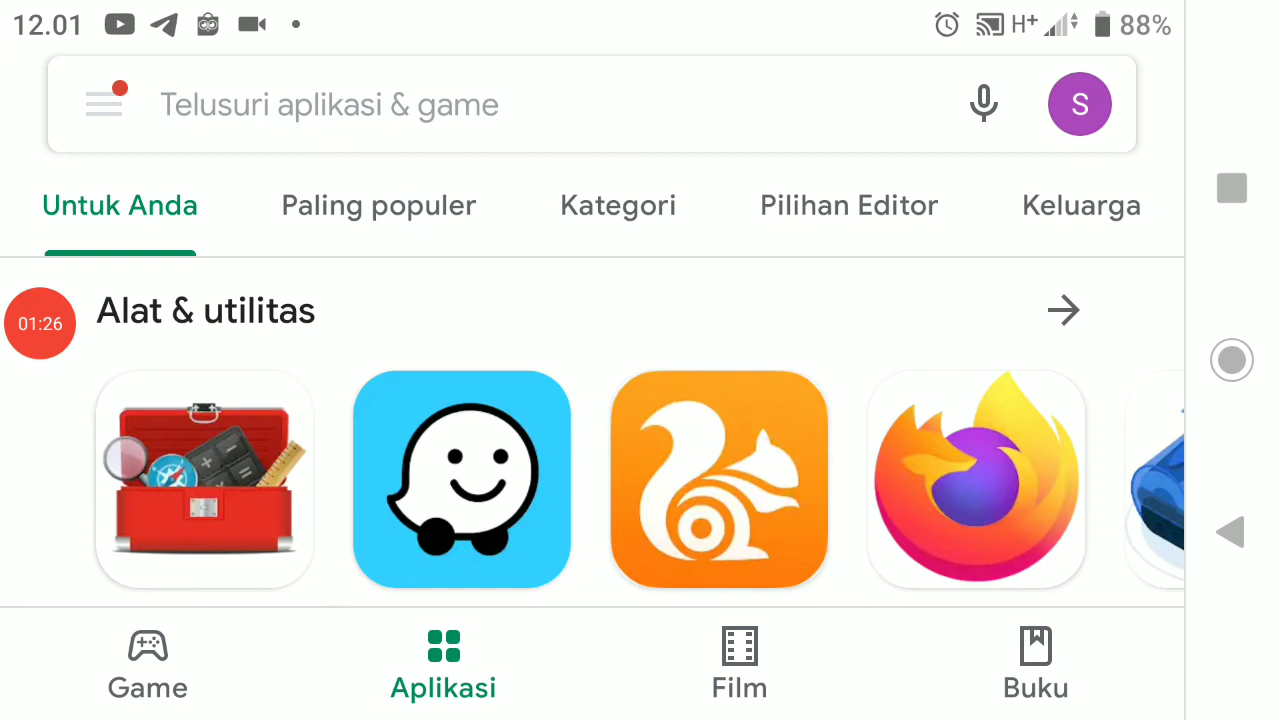 12.01 H+ 88%
Telusuri aplikasi & game S
Untuk Anda Paling populer Kategori Pilihan Editor Keluarga
01:26 Alat & utilitas
Game Aplikasi Film Buku